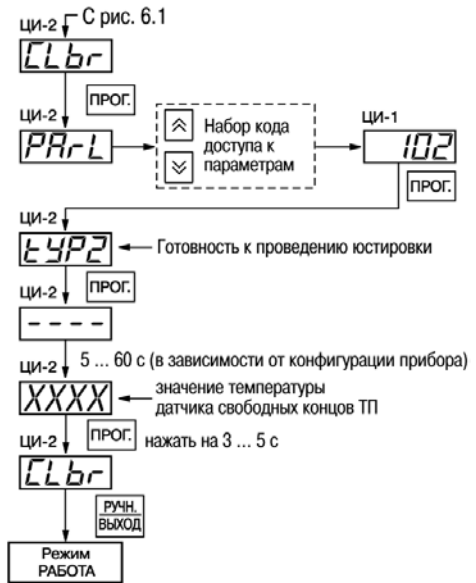 С рис. 6.1
ЦИ-2
CLbr
ПРОГ.
ЦИ-2
PArL
Набор кода
доступа к
параметрам
ЦИ-1
102
ПРОГ.
ЦИ-2
tYP2
Готовность к проведению юстировки
ПРОГ.
ЦИ-2
----
5 ... 60 с (в зависимости от конфигурации прибора)
ЦИ-2
XXXX
значение температуры
датчика свободных концов ТП
ПРОГ.
нажать на 3 ... 5 с
ЦИ-2
CLbr
РУЧН.
ВЫХОД
Режим
РАБОТА